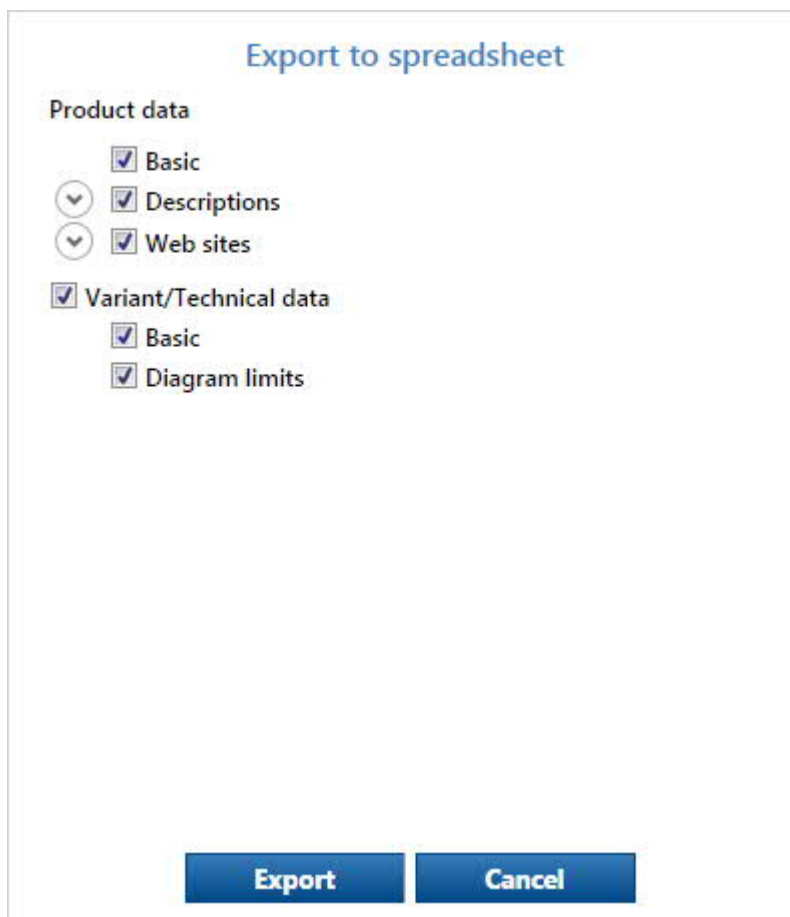 Export to spreadsheet
Product data
Basic
Descriptions
Web sites
Variant/Technical data
Basic
Diagram limits
Export Cancel